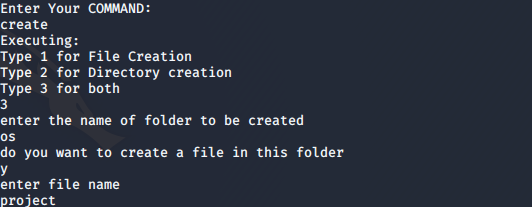 Enter Your COMMAND:
create
Executing:
Type 1 for File Creation
Type 2 for Directory creation
Type 3 for both
3
enter the name of folder to be created
os
do you want to create a file in this folder
y
enter file name
project